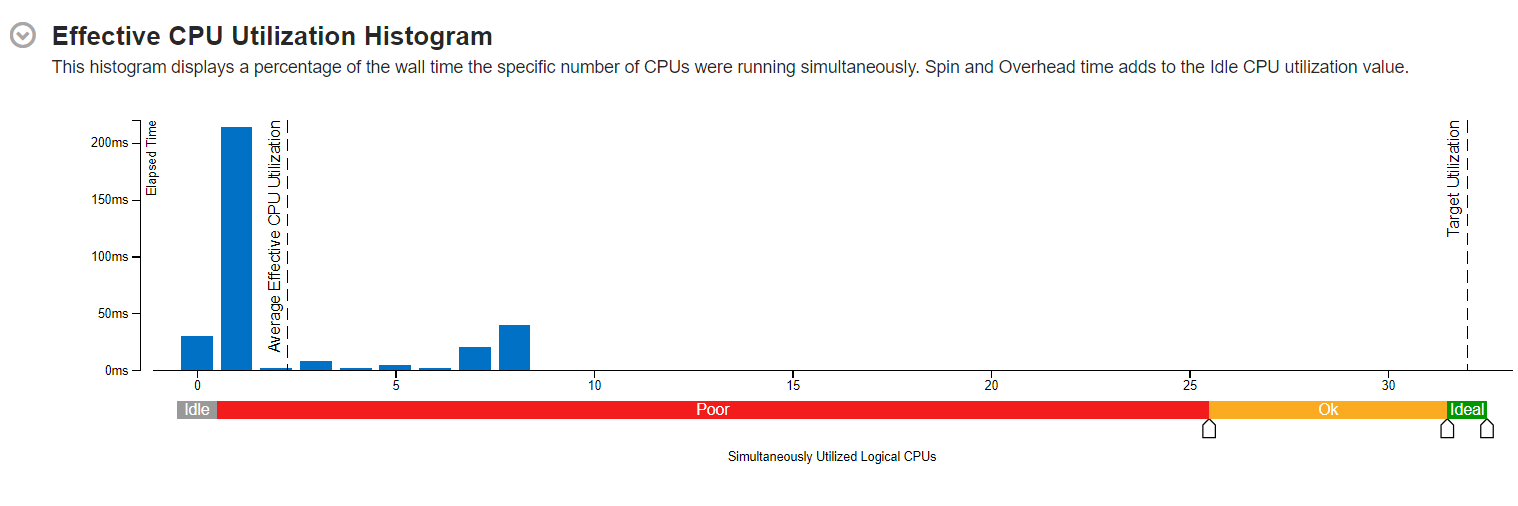 Effective CPU Utilization Histogram
This histogram displays a percentage of the wall time the specific number of CPUs were running simultaneously. Spin and Overhead time adds to the Idle CPU utilization value.
Elapsed Time
200ms
150ms
100ms
50ms
0ms
Average Effective CPU Utilization
Target Utilization
0 5 10 15 20 25 30
Idle Poor Ok Ideal
Simultaneously Utilized Logical CPUs